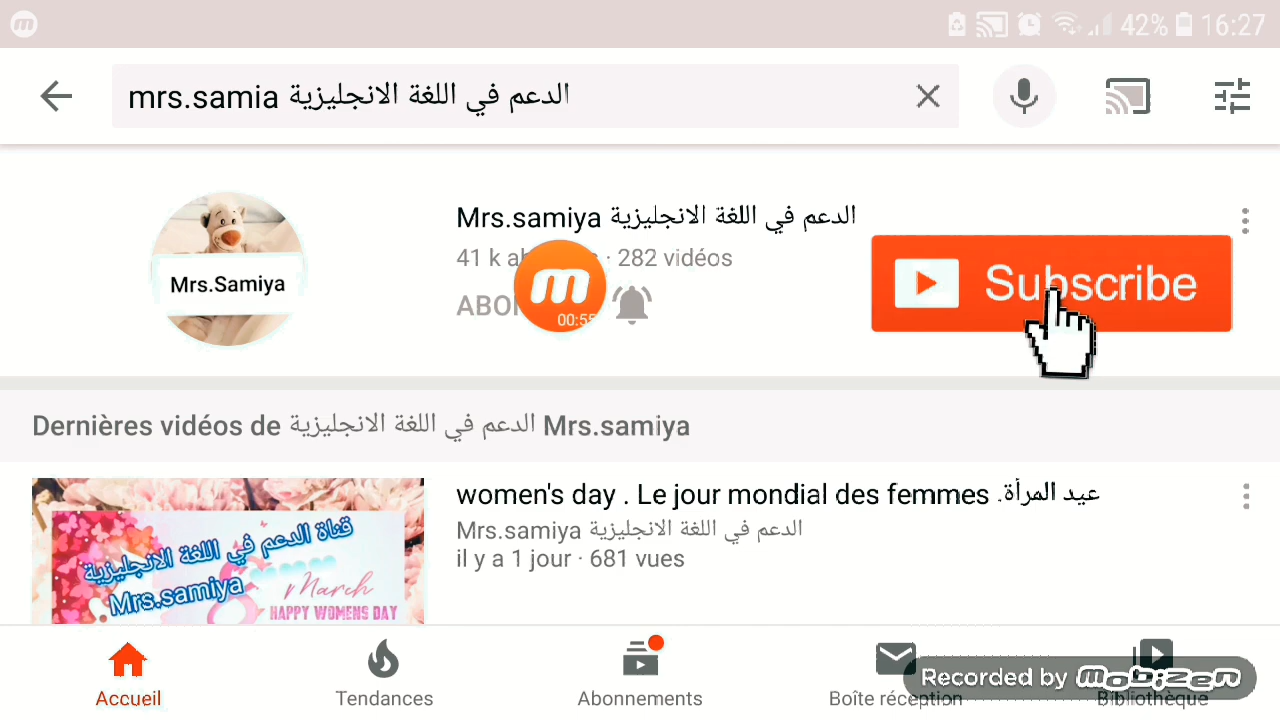 42% 16:27
mrs.samia الدعم في اللغة الانجليزية
Mrs.Samiya
Mrs.samiya الدعم في اللغة الانجليزية
41 k · 282 vidéos
00:55
Subscribe
Dernières vidéos de الدعم في اللغة الانجليزية Mrs.samiya
women's day . Le jour mondial des femmes .عيد المرأة
Mrs.samiya الدعم في اللغة الانجليزية
il y a 1 jour · 681 vues
قناة الدعم في اللغة الانجليزية
Mrs.samiya
8 March
HAPPY WOMENS DAY
Accueil
Tendances
Abonnements
Boîte réception
Bibliothèque
Recorded by mobizen